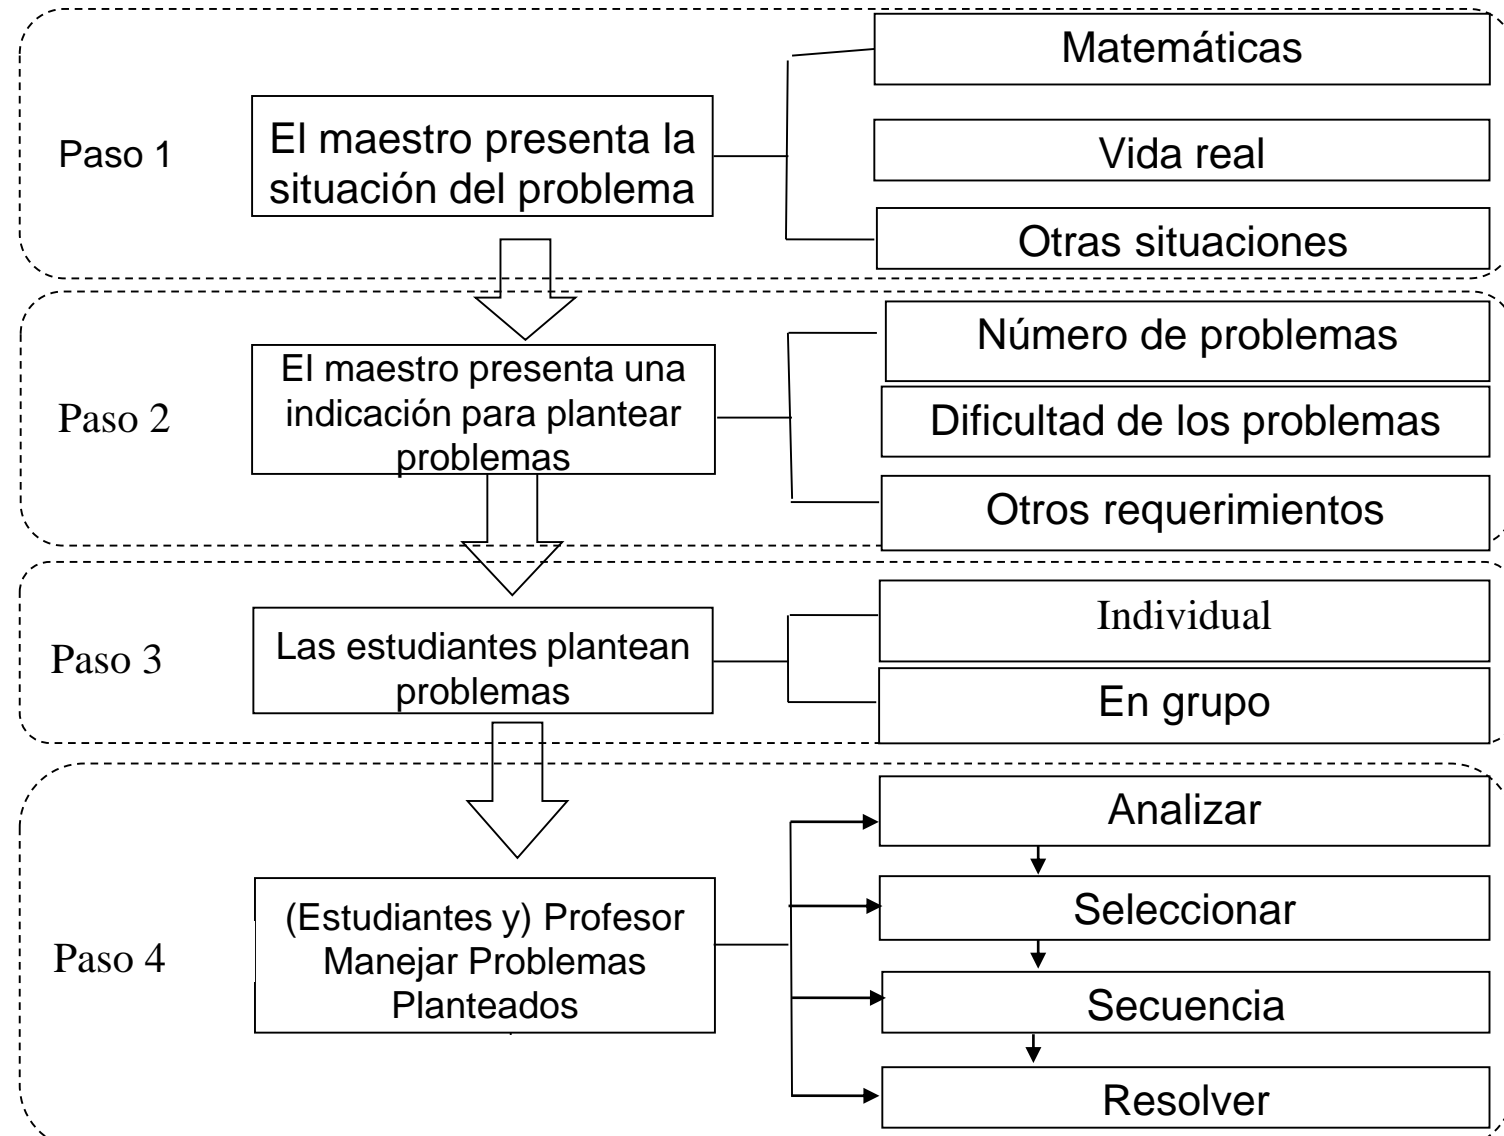 Paso 1
El maestro presenta la
situación del problema
Matemáticas
Vida real
Otras situaciones
Paso 2
El maestro presenta una
indicación para plantear
problemas
Número de problemas
Dificultad de los problemas
Otros requerimientos
Paso 3
Las estudiantes plantean
problemas
Individual
En grupo
Paso 4
(Estudiantes y) Profesor
Manejar Problemas
Planteados
Analizar
Seleccionar
Secuencia
Resolver